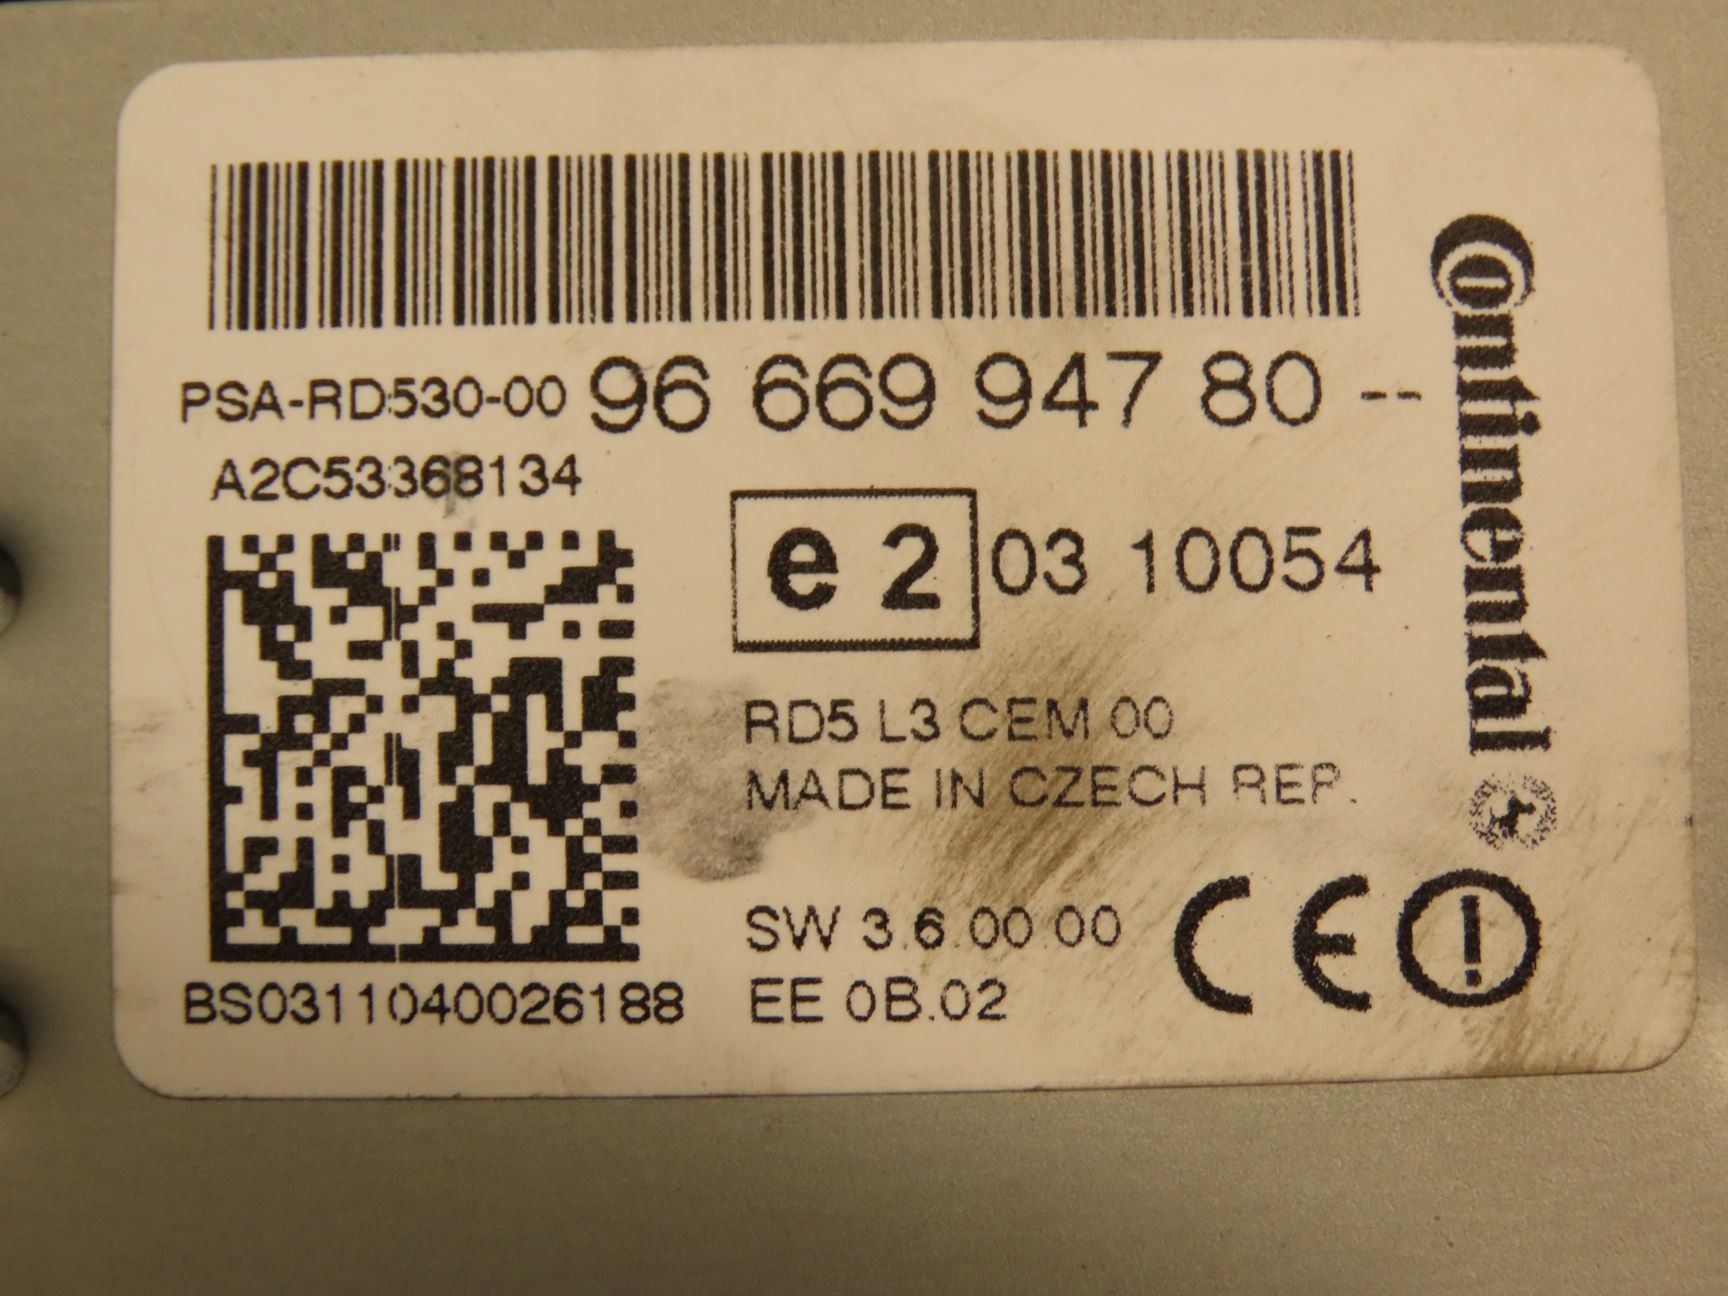 PSA-RD530-00 96 669 947 80 --
A2C53368134
e 2 03 10054
RD5 L3 CEM 00
MADE IN CZECH REP.
SW 3.6.00.00
EE 0B.02
BS0311040026188
Continental
CE